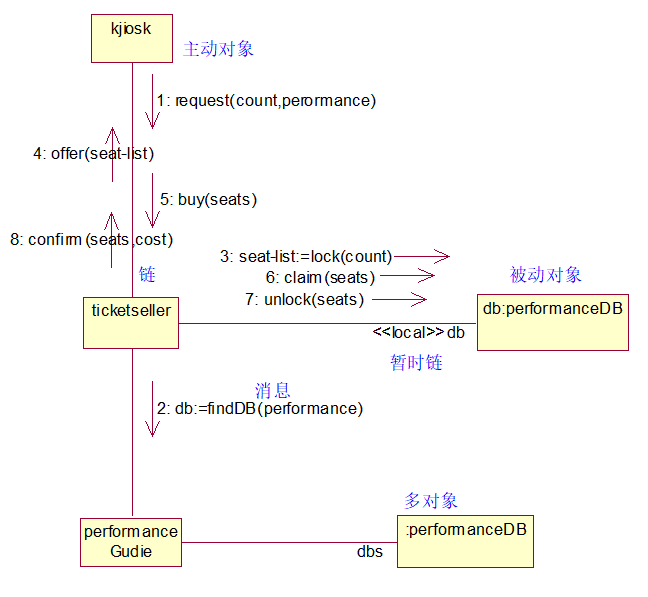 kjiosk
主动对象
1: request(count,perormance)
4: offer(seat-list)
5: buy(seats)
8: confirm(seats,cost)
3: seat-list:=lock(count)
6: claim(seats)
7: unlock(seats)
链
被动对象
ticketseller
db:performanceDB
<<local>> db
暂时链
消息
2: db:=findDB(performance)
多对象
performance
Gudie
:performanceDB
dbs